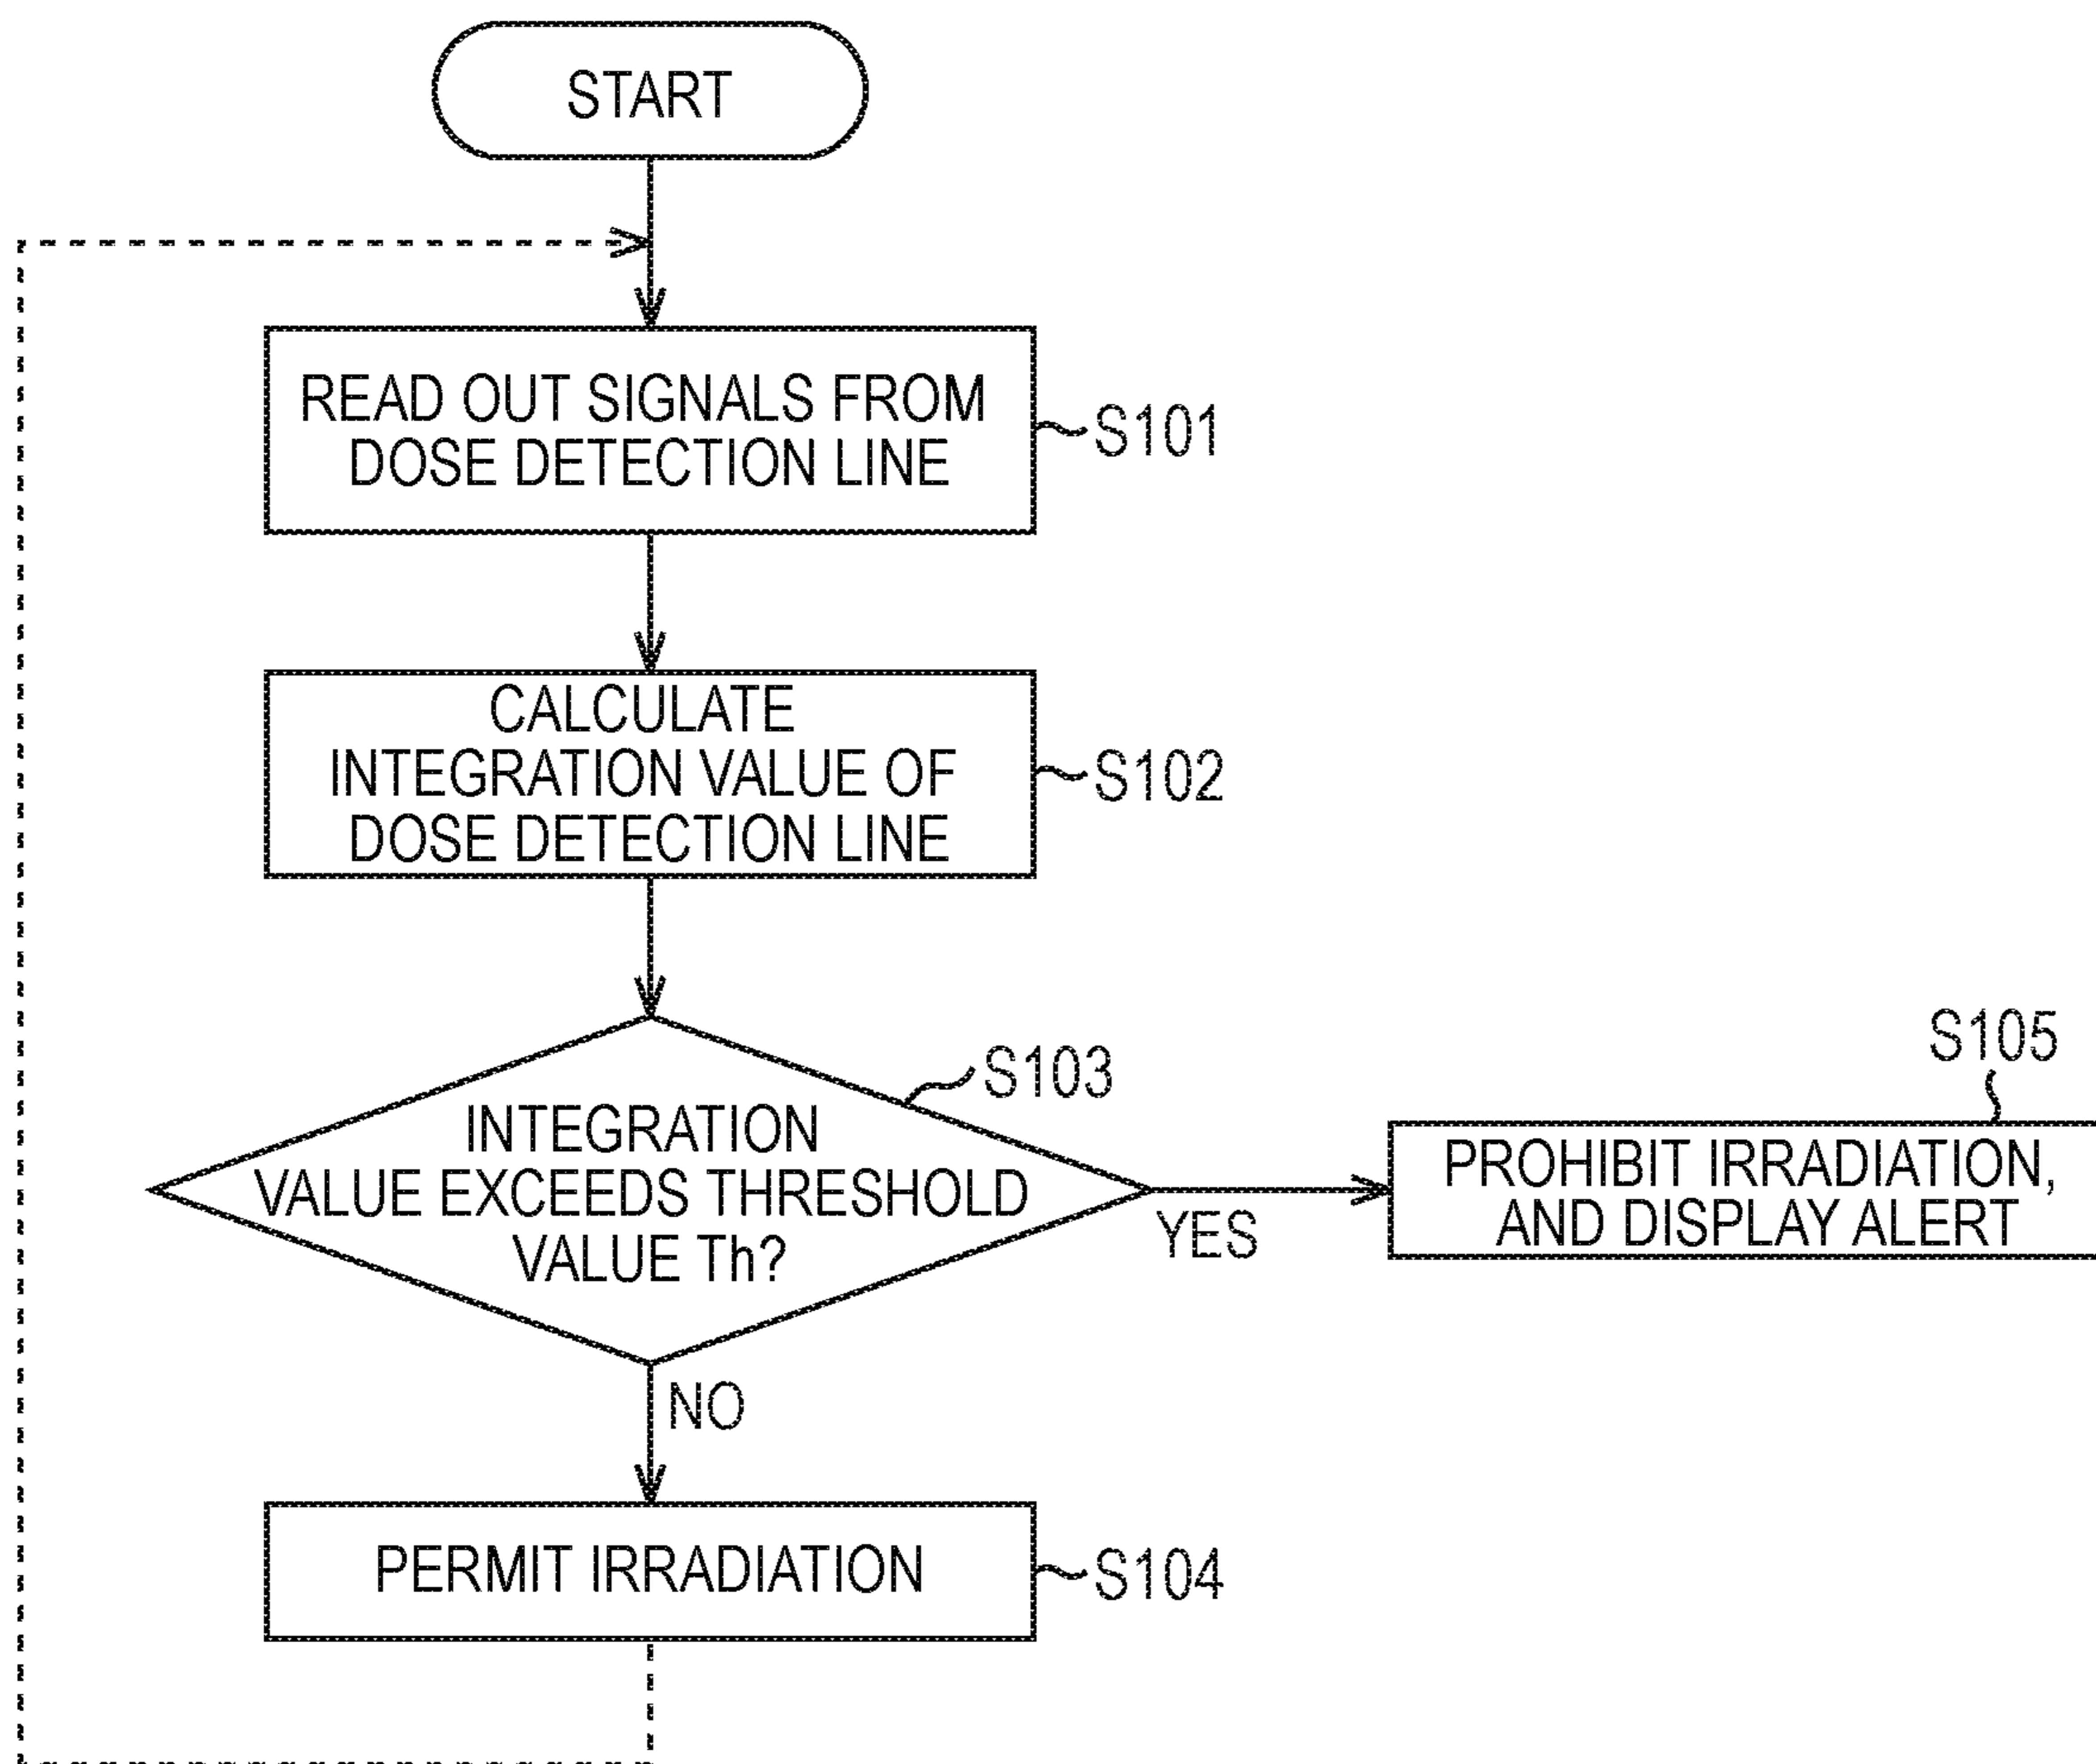 START
READ OUT SIGNALS FROM
DOSE DETECTION LINE
S101
CALCULATE
INTEGRATION VALUE OF
DOSE DETECTION LINE
S102
S103
INTEGRATION
VALUE EXCEEDS THRESHOLD
VALUE Th?
YES
S105
PROHIBIT IRRADIATION,
AND DISPLAY ALERT
NO
PERMIT IRRADIATION
S104